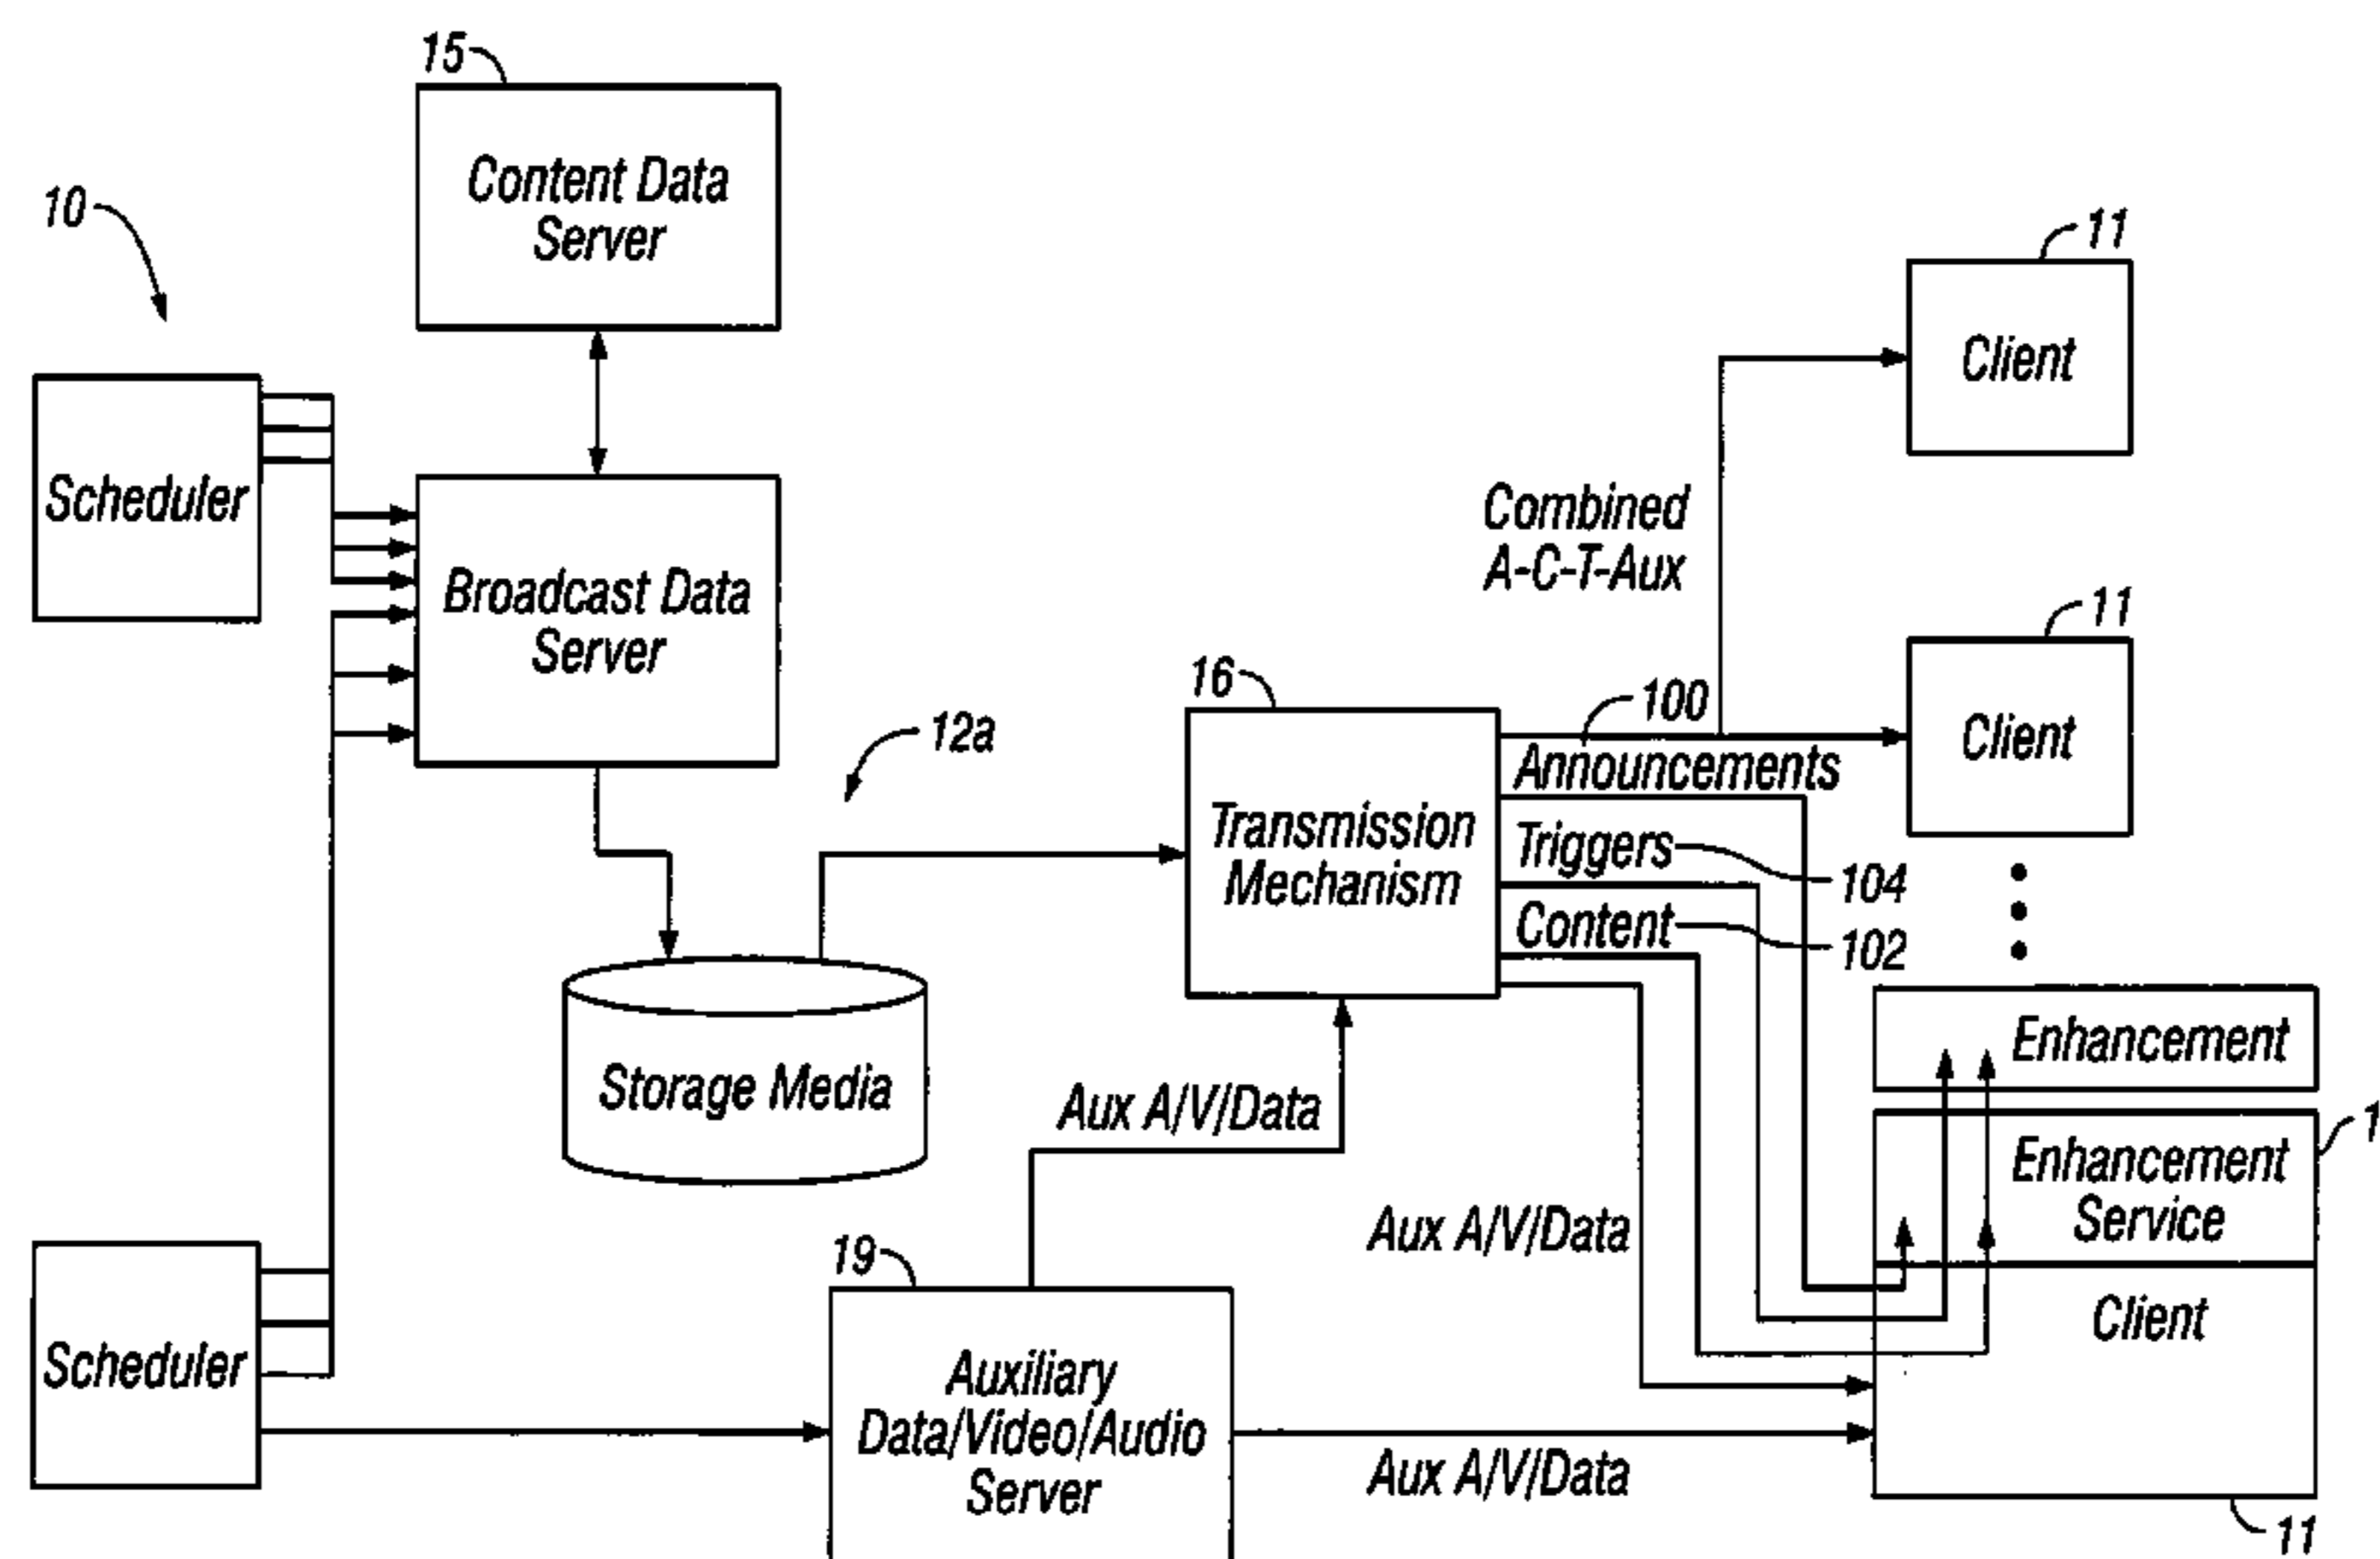 15
Content Data
Server
10
11
Client
Scheduler
Combined
A-C-T-Aux
Broadcast Data
Server
11
Client
16
100
12a
Announcements
Transmission
Mechanism
Triggers
104
Content
102
Enhancement
Storage Media
Aux A/V/Data
1
Enhancement
Service
Aux A/V/Data
19
Client
Scheduler
Auxiliary
Data/Video/Audio
Server
Aux A/V/Data
11